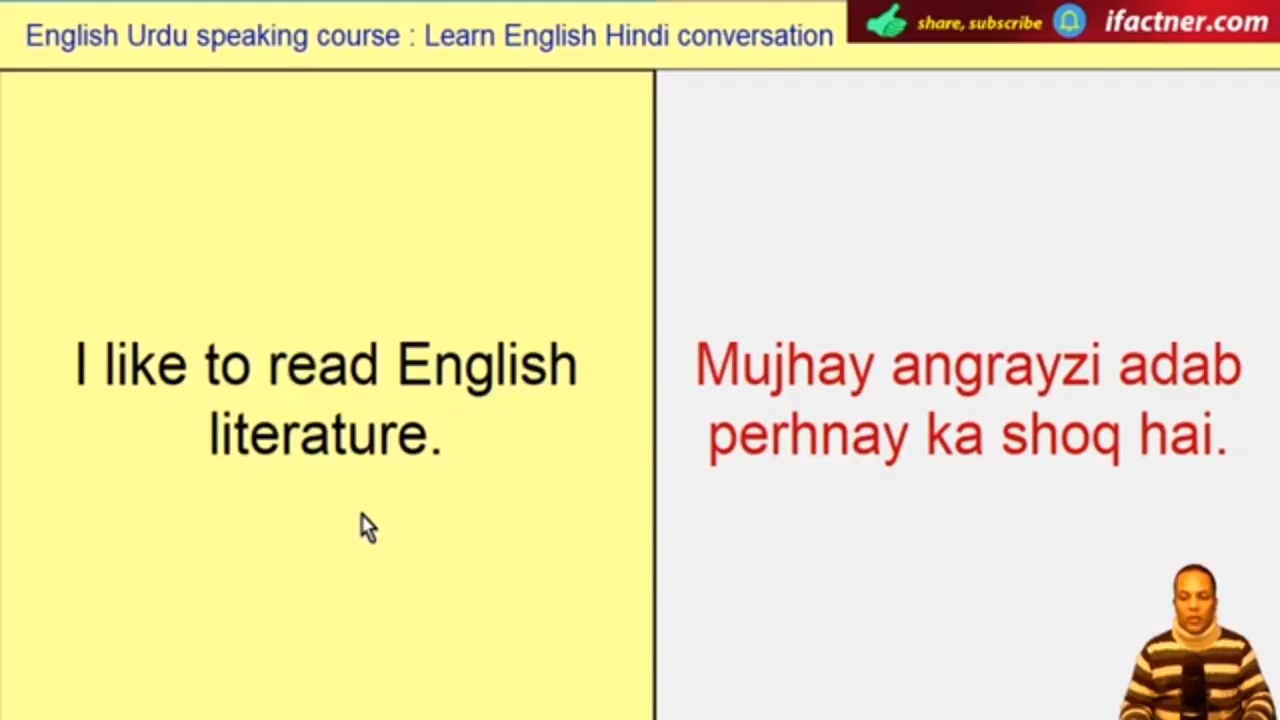 English Urdu speaking course : Learn English Hindi conversation
share, subscribe
ifactner.com
I like to read English
literature.
Mujhay angrayzi adab
perhnay ka shoq hai.